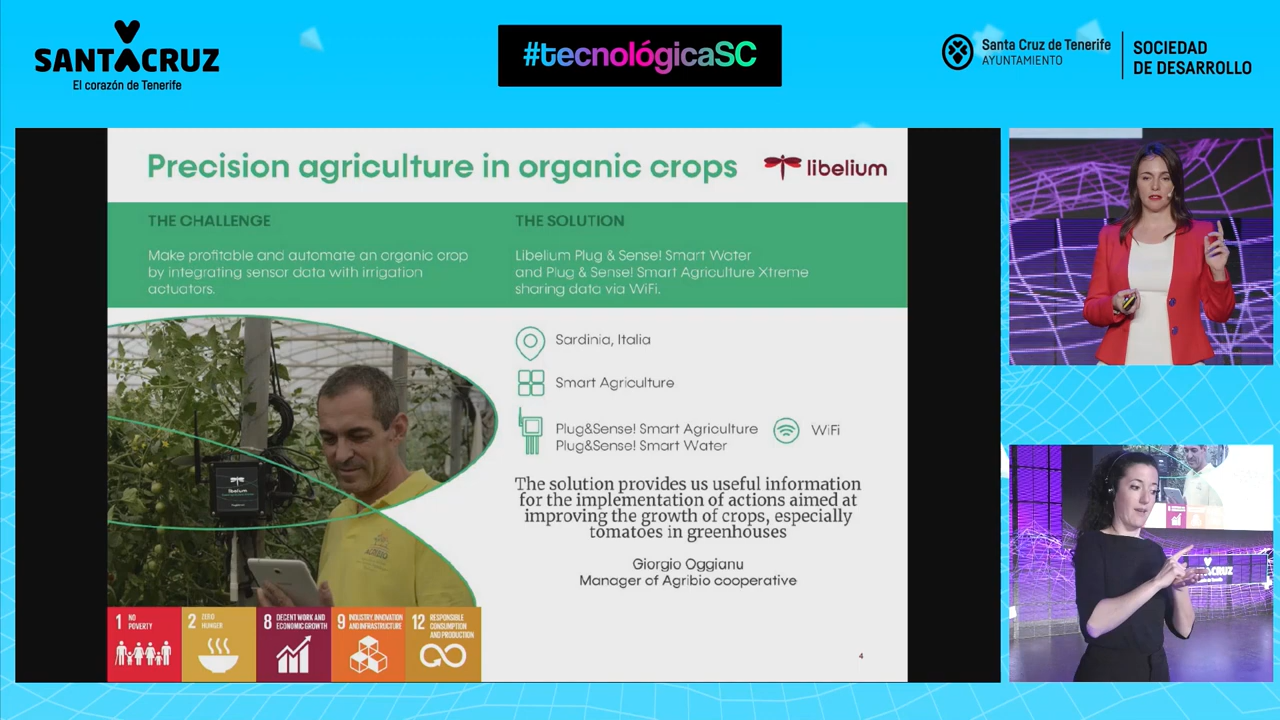 SANTACRUZ
El corazón de Tenerife
#tecnológicaSC
Santa Cruz de Tenerife
AYUNTAMIENTO
SOCIEDAD
DE DESARROLLO
Precision agriculture in organic crops
libelium
THE CHALLENGE
Make profitable and automate an organic crop
by integrating sensor data with irrigation
actuators.
THE SOLUTION
Libelium Plug & Sense! Smart Water
and Plug & Sense! Smart Agriculture Xtreme
sharing data via WiFi.
Sardinia, Italia
Smart Agriculture
Plug&Sense! Smart Agriculture
Plug&Sense! Smart Water
WiFi
The solution provides us useful information
for the implementation of actions aimed at
improving the growth of crops, especially
tomatoes in greenhouses
Giorgio Oggianu
Manager of Agribio cooperative
libelium
1 NO
POVERTY
2 ZERO
HUNGER
8 DECENT WORK AND
ECONOMIC GROWTH
9 INDUSTRY, INNOVATION
AND INFRASTRUCTURE
12 RESPONSIBLE
CONSUMPTION
AND PRODUCTION
4